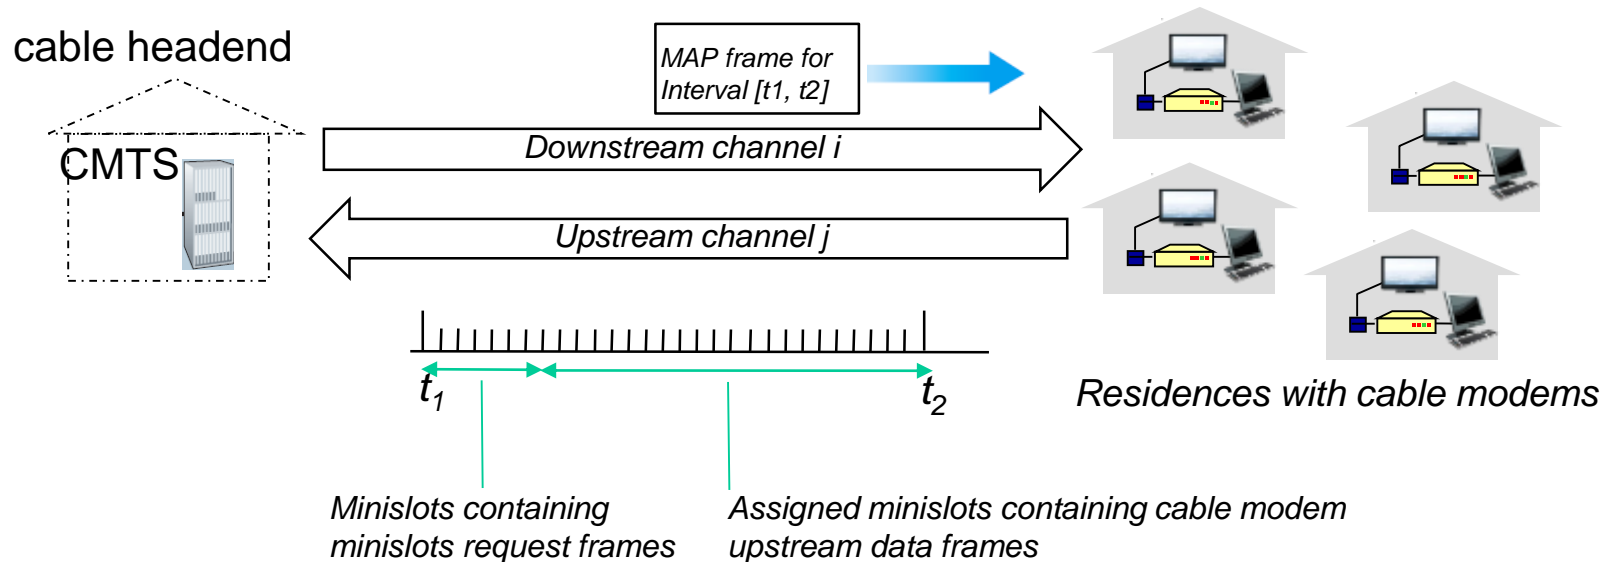 cable headend
MAP frame for
Interval [t1, t2]
CMTS
Downstream channel i
Upstream channel j
t1
t2
Residences with cable modems
Minislots containing
minislots request frames
Assigned minislots containing cable modem
upstream data frames